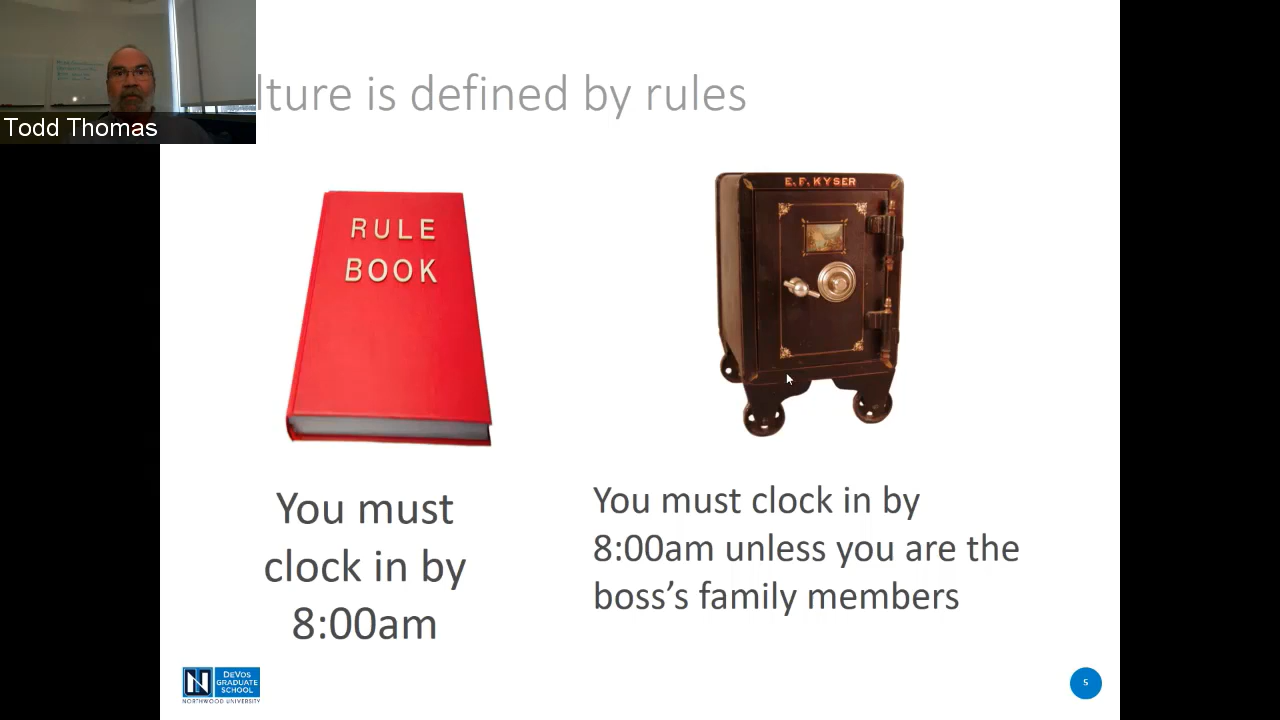 Todd Thomas
lture is defined by rules
RULE
BOOK
E. F. KYSER
You must
clock in by
8:00am
You must clock in by
8:00am unless you are the
boss’s family members
N
DEVOS
GRADUATE
SCHOOL
NORTHWOOD UNIVERSITY
5